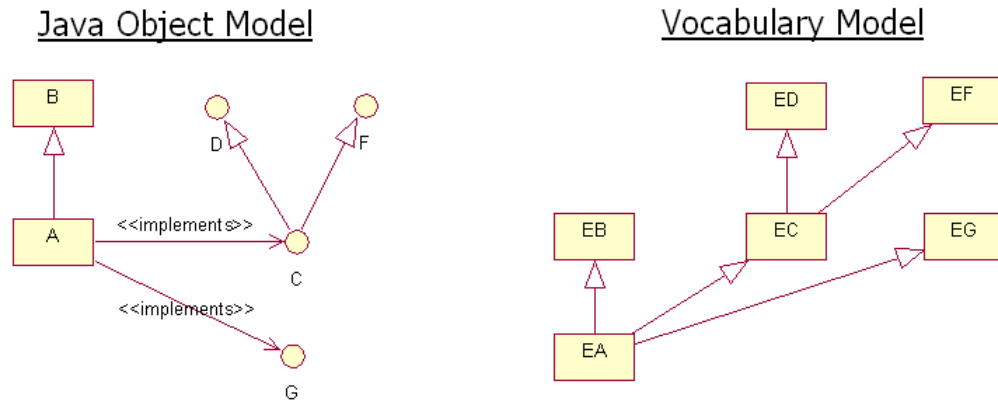 Java Object Model
Vocabulary Model
B
D
F
A
<<implements>>
C
<<implements>>
G
ED
EF
EB
EC
EG
EA